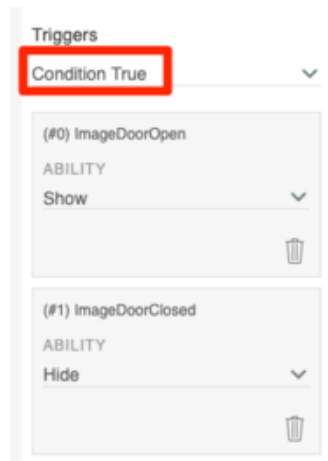 Triggers
Condition True
(#0) ImageDoorOpen
ABILITY
Show
(#1) ImageDoorClosed
ABILITY
Hide